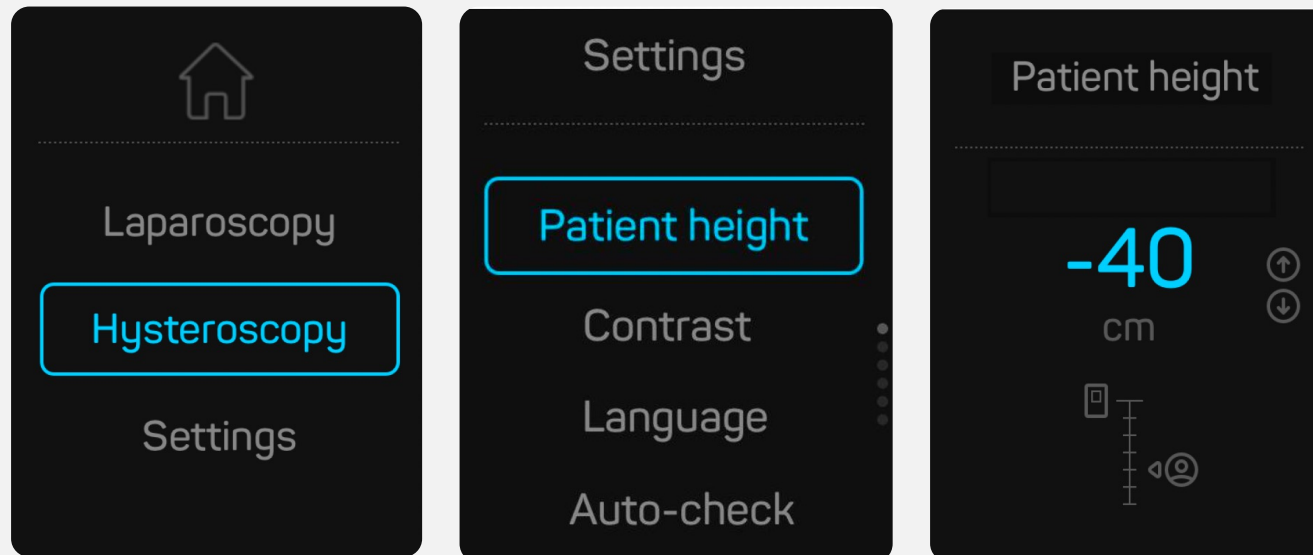 Laparoscopy
Hysteroscopy
Settings
Settings
Patient height
Contrast
Language
Auto-check
Patient height
-40
cm